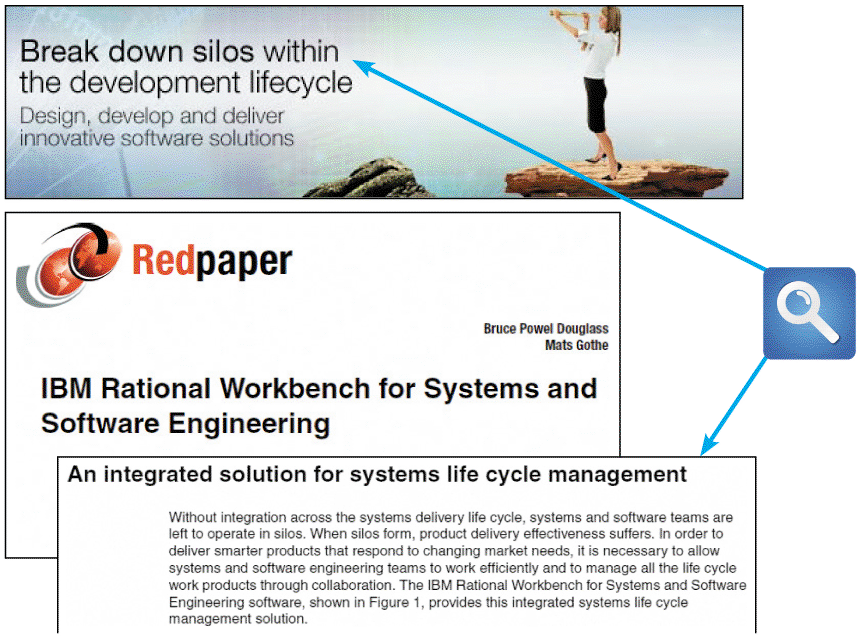 Break down silos within
the development lifecycle
Design, develop and deliver
innovative software solutions
Redpaper
Bruce Powel Douglass
Mats Gothe
IBM Rational Workbench for Systems and
Software Engineering
An integrated solution for systems life cycle management
Without integration across the systems delivery life cycle, systems and software teams are
left to operate in silos. When silos form, product delivery effectiveness suffers. In order to
deliver smarter products that respond to changing market needs, it is necessary to allow
systems and software engineering teams to work efficiently and to manage all the life cycle
work products through collaboration. The IBM Rational Workbench for Systems and Software
Engineering software, shown in Figure 1, provides this integrated systems life cycle
management solution.